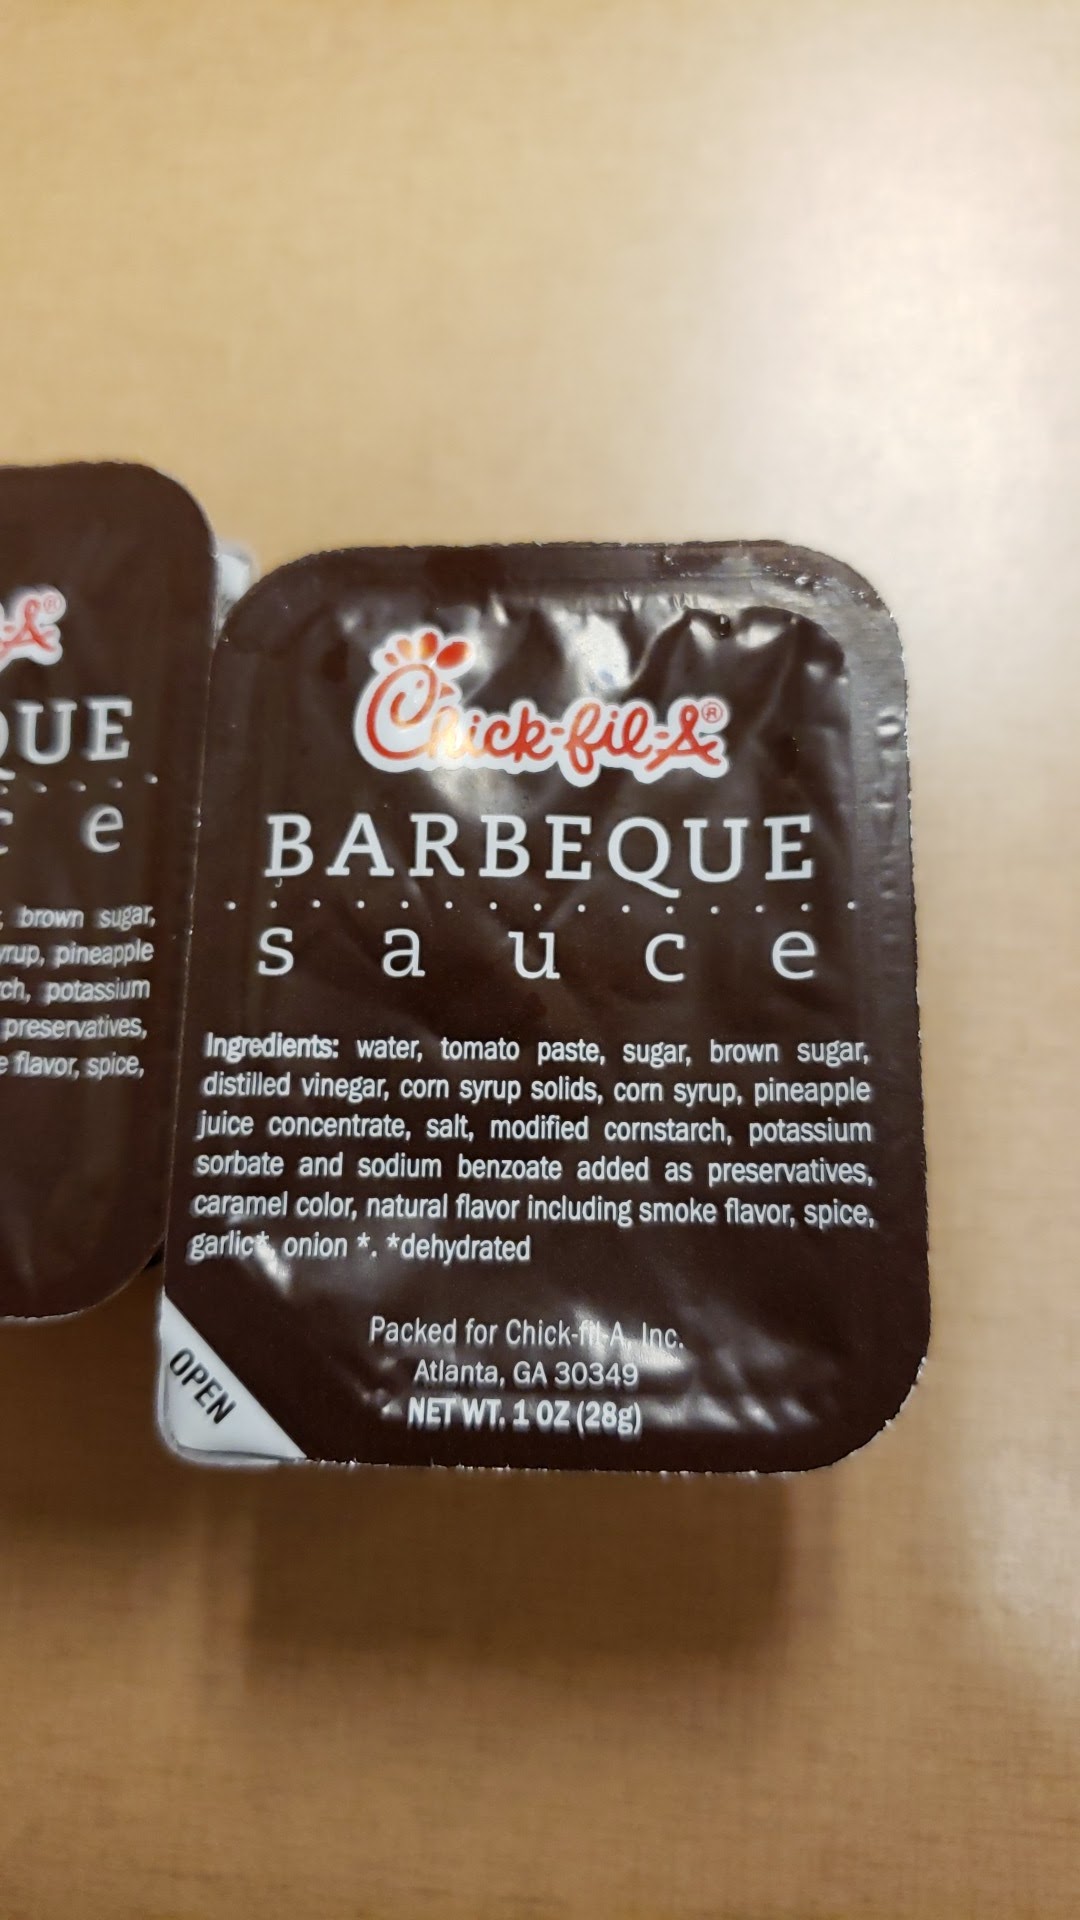 -A®
QUE
c e
brown sugar,
pineapple
potassium
preservatives,
flavor, spice,
Chick-fil-A®
BARBEQUE
sauce
Ingredients: water, tomato paste, sugar, brown sugar,
distilled vinegar, corn syrup solids, corn syrup, pineapple
juice concentrate, salt, modified cornstarch, potassium
sorbate and sodium benzoate added as preservatives,
caramel color, natural flavor including smoke flavor, spice,
garlic*, onion *. *dehydrated
Packed for Chick-fil-A, Inc.
Atlanta, GA 30349
NET WT. 1 OZ (28g)
OPEN